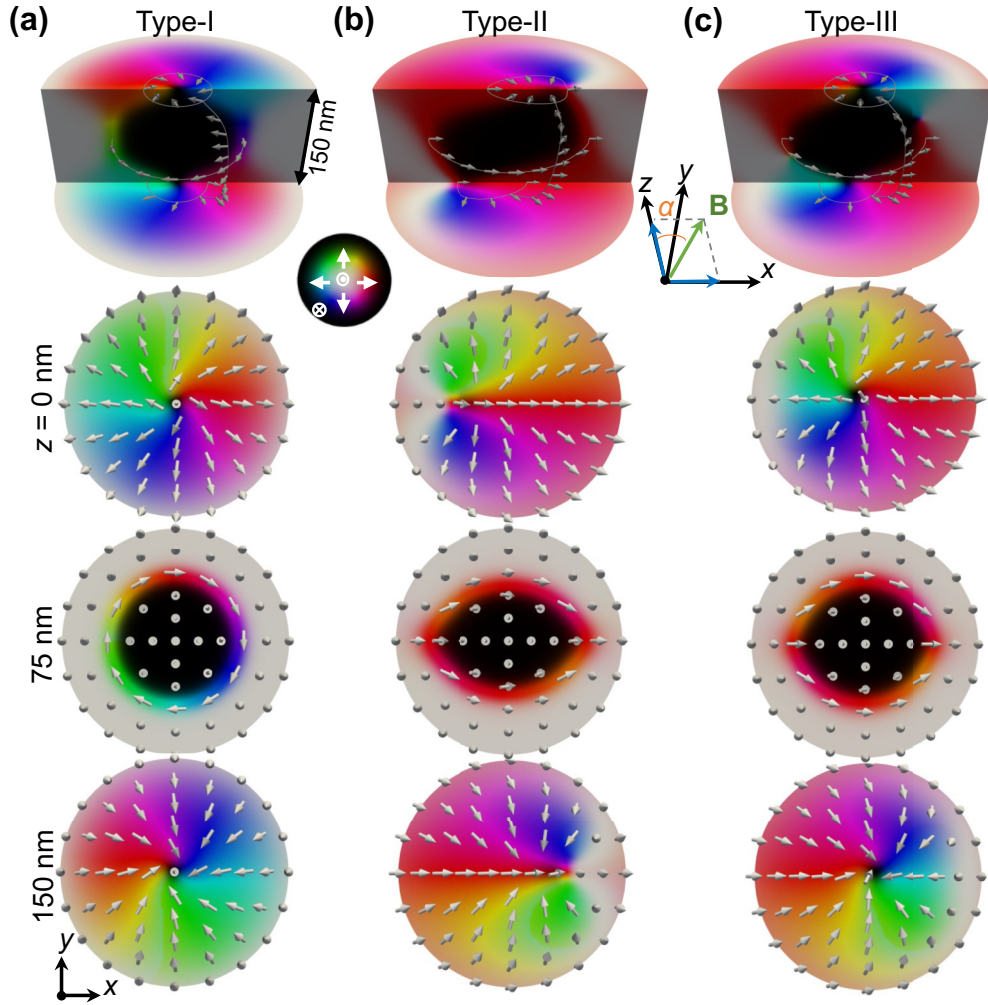 (a) Type-I (b) Type-II (c) Type-III
150 nm
z y α B x
z = 0 nm
75 nm
150 nm
y
x